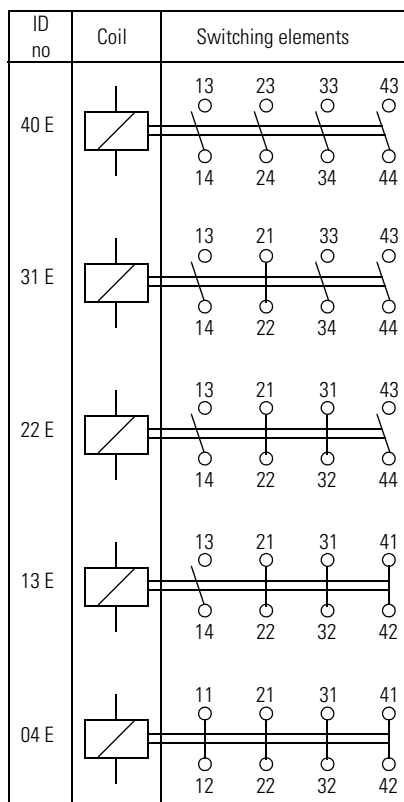 ID
no
Coil
Switching elements
13 23 33 43
40 E
14 24 34 44
13 21 33 43
31 E
14 22 34 44
13 21 31 43
22 E
14 22 32 44
13 21 31 41
13 E
14 22 32 42
11 21 31 41
04 E
12 22 32 42